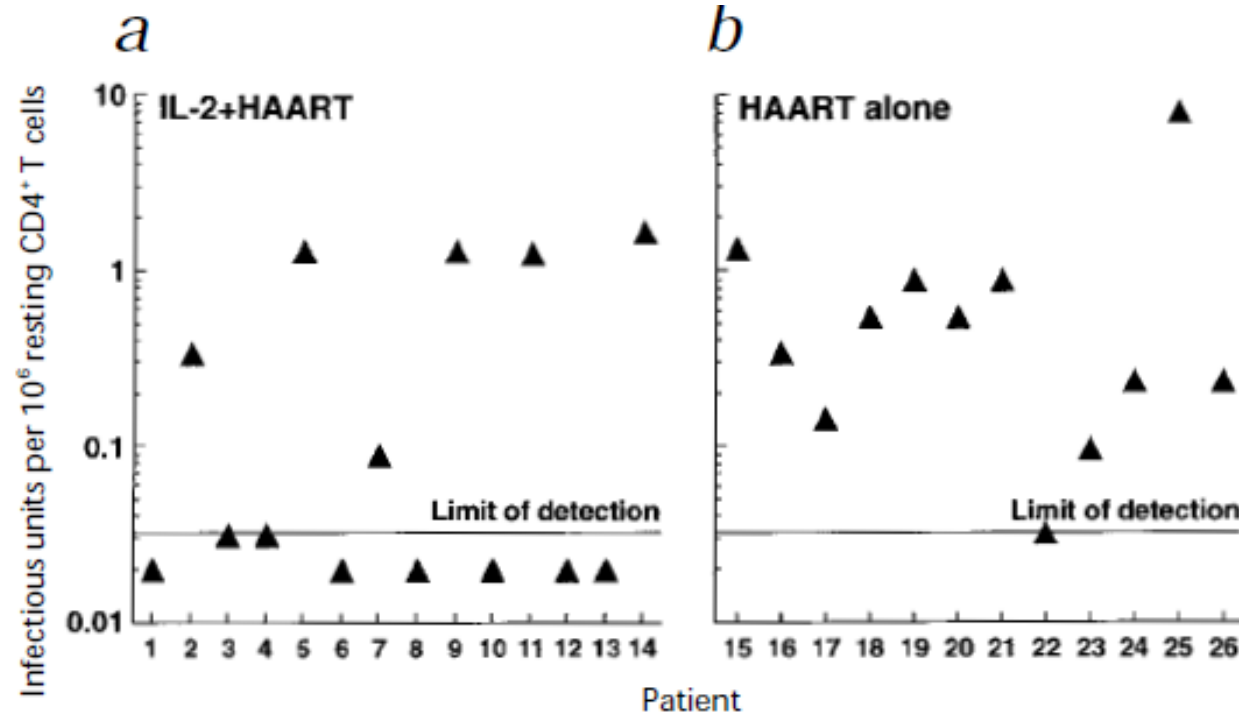 a
b
Infectious units per 10⁶ resting CD4⁺ T cells
10
1
0.1
0.01
IL-2+HAART
HAART alone
Limit of detection
Limit of detection
1 2 3 4 5 6 7 8 9 10 11 12 13 14
15 16 17 18 19 20 21 22 23 24 25 26
Patient